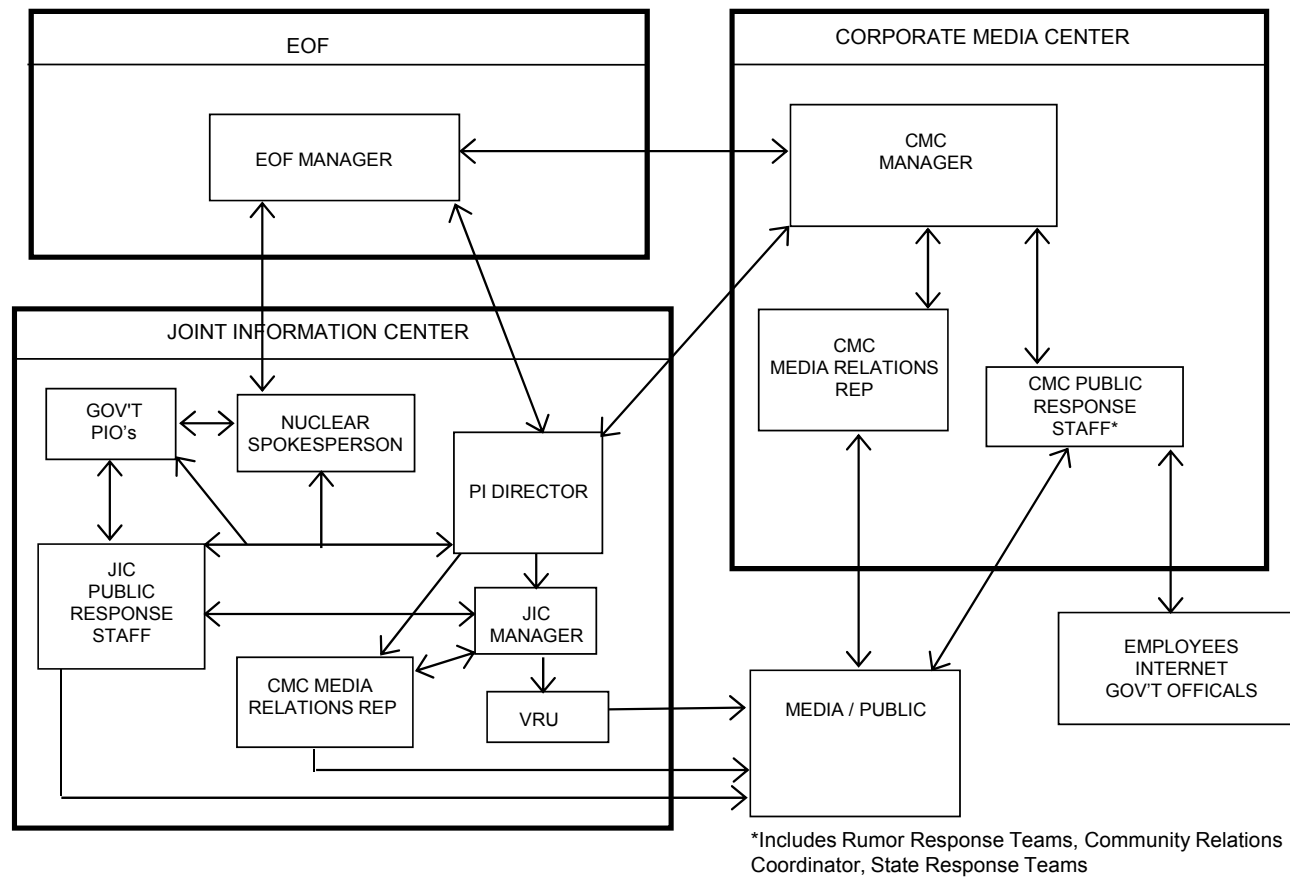 EOF
EOF MANAGER
CORPORATE MEDIA CENTER
CMC
MANAGER
CMC
MEDIA RELATIONS
REP
CMC PUBLIC
RESPONSE
STAFF*
JOINT INFORMATION CENTER
GOV'T
PIO’s
NUCLEAR
SPOKESPERSON
PI DIRECTOR
JIC
PUBLIC
RESPONSE
STAFF
JIC
MANAGER
CMC MEDIA
RELATIONS REP
VRU
MEDIA / PUBLIC
EMPLOYEES
INTERNET
GOV’T OFFICALS
*Includes Rumor Response Teams, Community Relations
Coordinator, State Response Teams